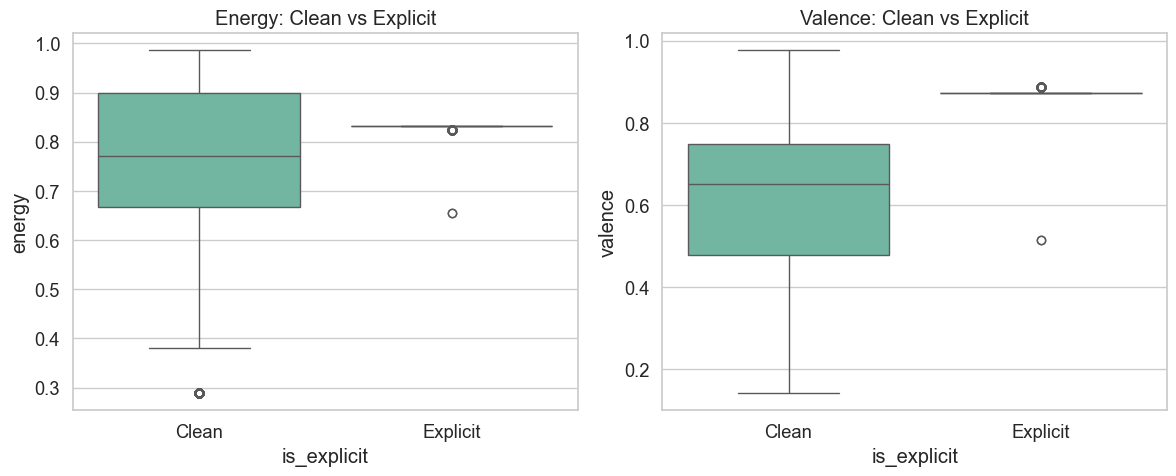 Energy: Clean vs Explicit
1.0
0.9
0.8
0.7
0.6
0.5
0.4
0.3
energy
Clean
Explicit
is_explicit
Valence: Clean vs Explicit
1.0
0.8
0.6
0.4
0.2
valence
Clean
Explicit
is_explicit